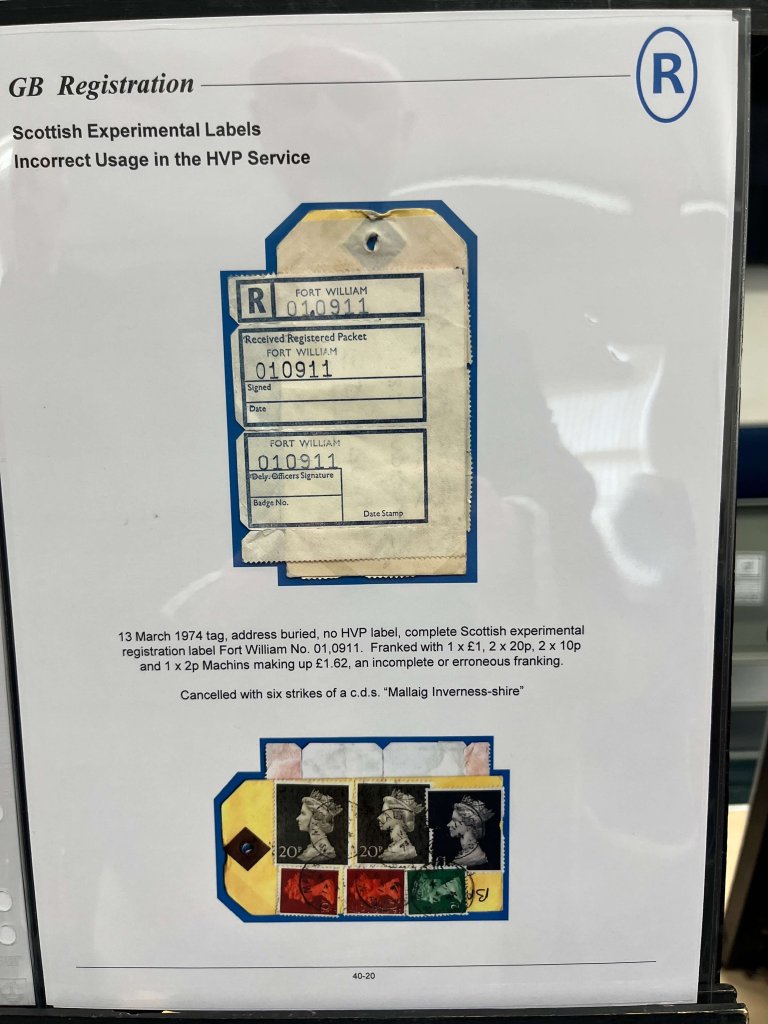 GB Registration
R
Scottish Experimental Labels
Incorrect Usage in the HVP Service
R
FORT WILLIAM
01,0911
Received Registered Packet
FORT WILLIAM
010911
Signed
Date
FORT WILLIAM
010911
Dely. Officers Signature
Badge No.
Date Stamp
13 March 1974 tag, address buried, no HVP label, complete Scottish experimental
registration label Fort William No. 01,0911. Franked with 1 x £1, 2 x 20p, 2 x 10p
and 1 x 2p Machins making up £1.62, an incomplete or erroneous franking.
Cancelled with six strikes of a c.d.s. “Mallaig Inverness-shire”
20P
20P
40-20